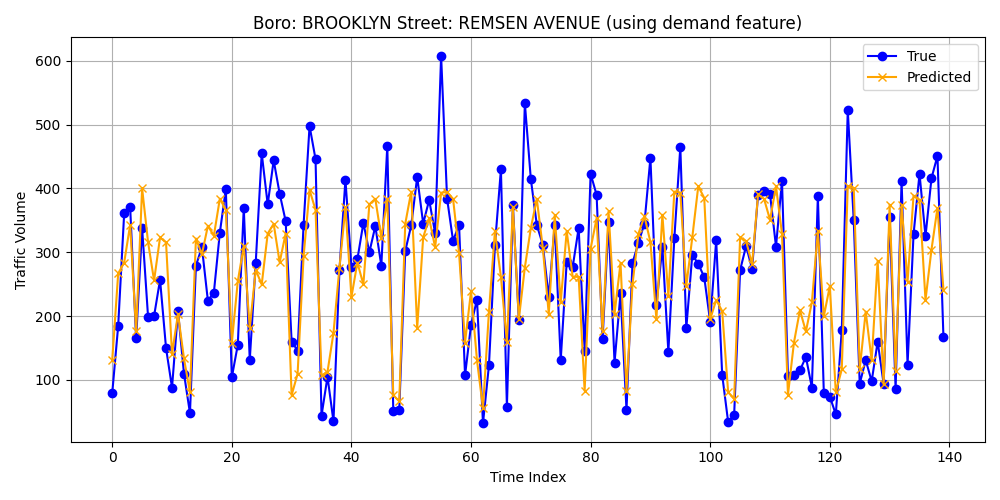 Boro: BROOKLYN Street: REMSEN AVENUE (using demand feature)
True
Predicted
Traffic Volume
600
500
400
300
200
100
0 20 40 60 80 100 120 140
Time Index